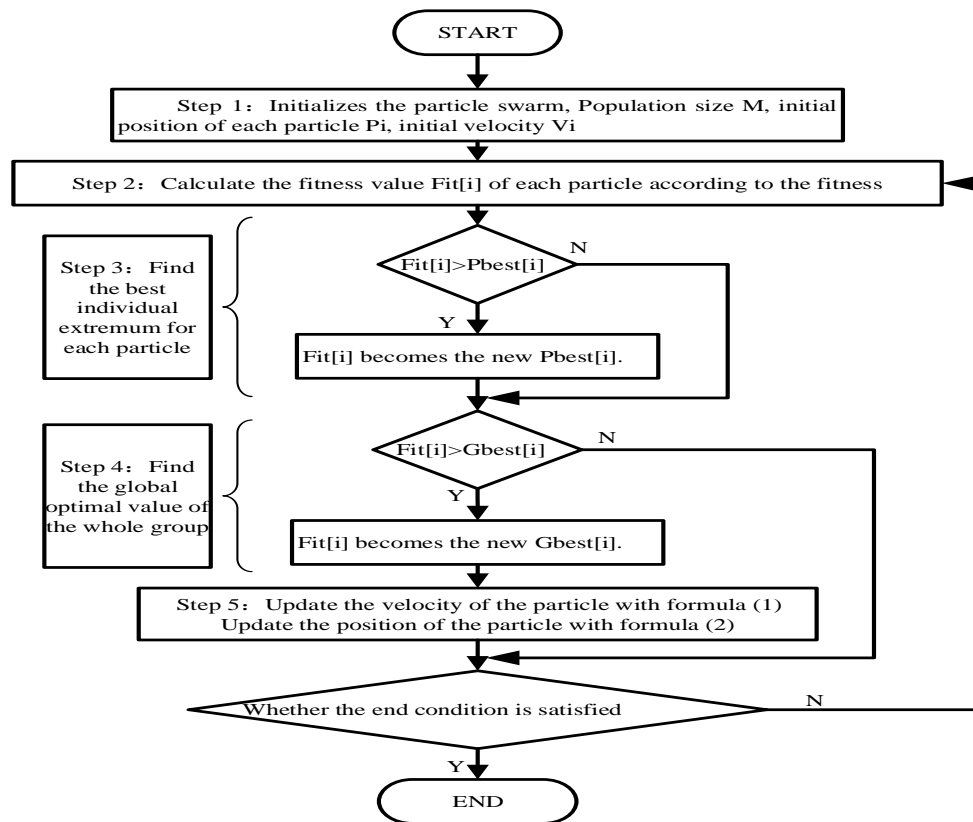 START
Step 1：Initializes the particle swarm, Population size M, initial
position of each particle Pi, initial velocity Vi
Step 2：Calculate the fitness value Fit[i] of each particle according to the fitness
Step 3：Find
the best
individual
extremum for
each particle
Fit[i]>Pbest[i]
N
Y
Fit[i] becomes the new Pbest[i].
Step 4：Find
the global
optimal value of
the whole group
Fit[i]>Gbest[i]
N
Y
Fit[i] becomes the new Gbest[i].
Step 5：Update the velocity of the particle with formula (1)
Update the position of the particle with formula (2)
Whether the end condition is satisfied
N
Y
END